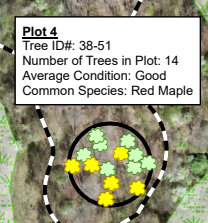 Plot 4
Tree ID#: 38-51
Number of Trees in Plot: 14
Average Condition: Good
Common Species: Red Maple